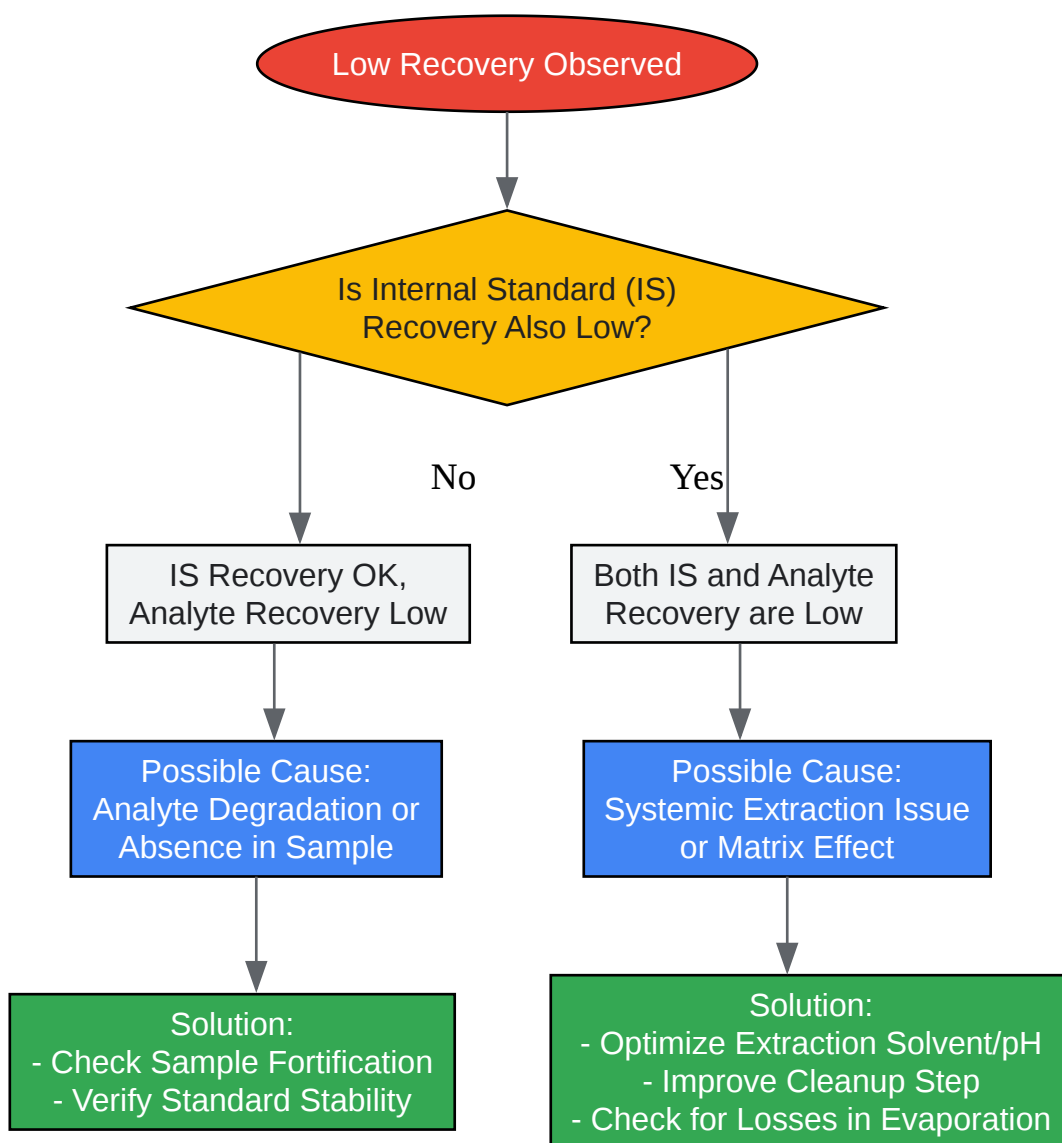 Low Recovery Observed
Is Internal Standard (IS)
Recovery Also Low?
No
Yes
IS Recovery OK,
Analyte Recovery Low
Both IS and Analyte
Recovery are Low
Possible Cause:
Analyte Degradation or
Absence in Sample
Possible Cause:
Systemic Extraction Issue
or Matrix Effect
Solution:
- Check Sample Fortification
- Verify Standard Stability
Solution:
- Optimize Extraction Solvent/pH
- Improve Cleanup Step
- Check for Losses in Evaporation